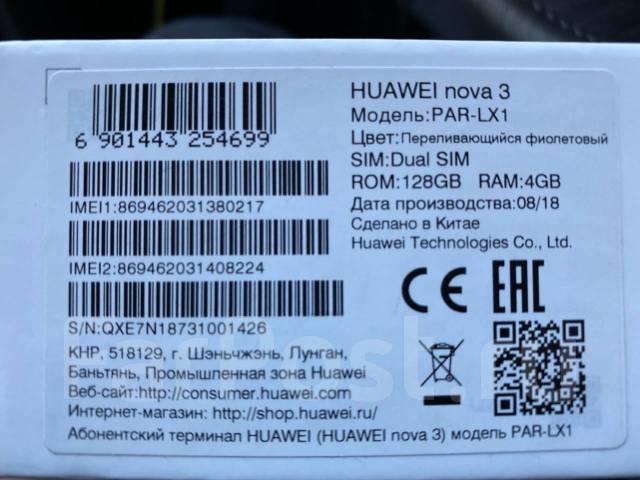 HUAWEI nova 3
Модель:PAR-LX1
Цвет:Переливающийся фиолетовый
SIM:Dual SIM
ROM:128GB RAM:4GB
Дата производства:08/18
Сделано в Китае
Huawei Technologies Co., Ltd.
6 901443 254699
IMEI1:869462031380217
IMEI2:869462031408224
S/N:QXE7N18731001426
CE EAC
КНР, 518129, г. Шэньчжэнь, Лунган,
Баньтянь, Промышленная зона Huawei
Веб-сайт:http://consumer.huawei.com
Интернет-магазин: http://shop.huawei.ru/
Абонентский терминал HUAWEI (HUAWEI nova 3) модель PAR-LX1